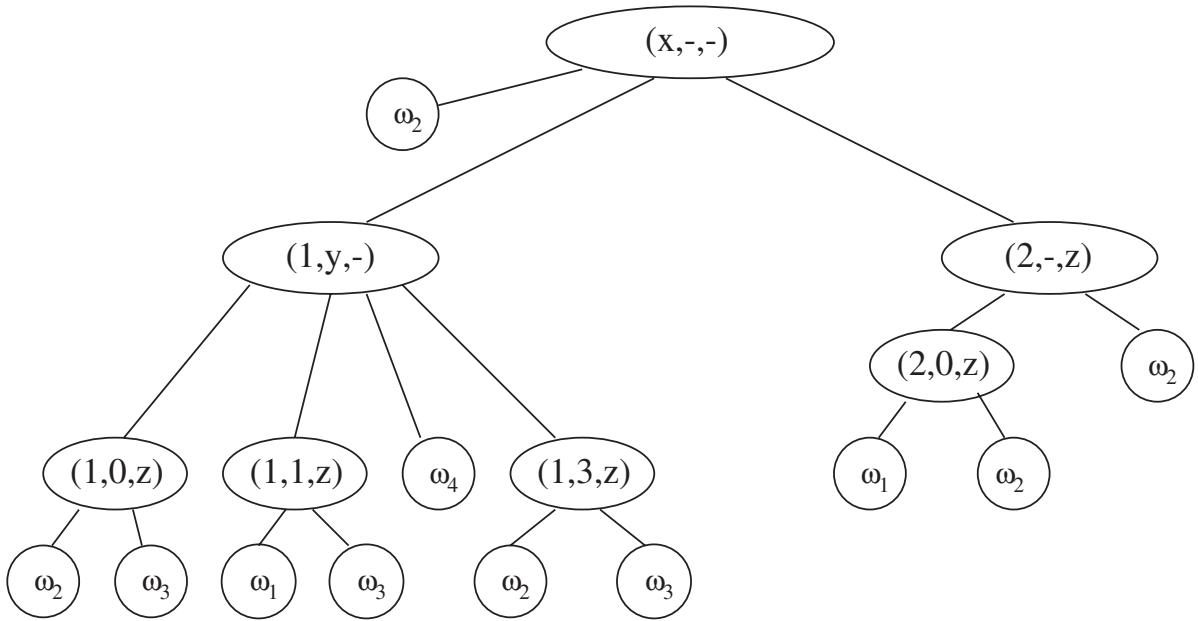 (x,-,-)
ω₂
(1,y,-)
(2,-,z)
(2,0,z)
ω₂
(1,0,z)
(1,1,z)
ω₄
(1,3,z)
ω₁
ω₂
ω₂
ω₃
ω₁
ω₃
ω₂
ω₃